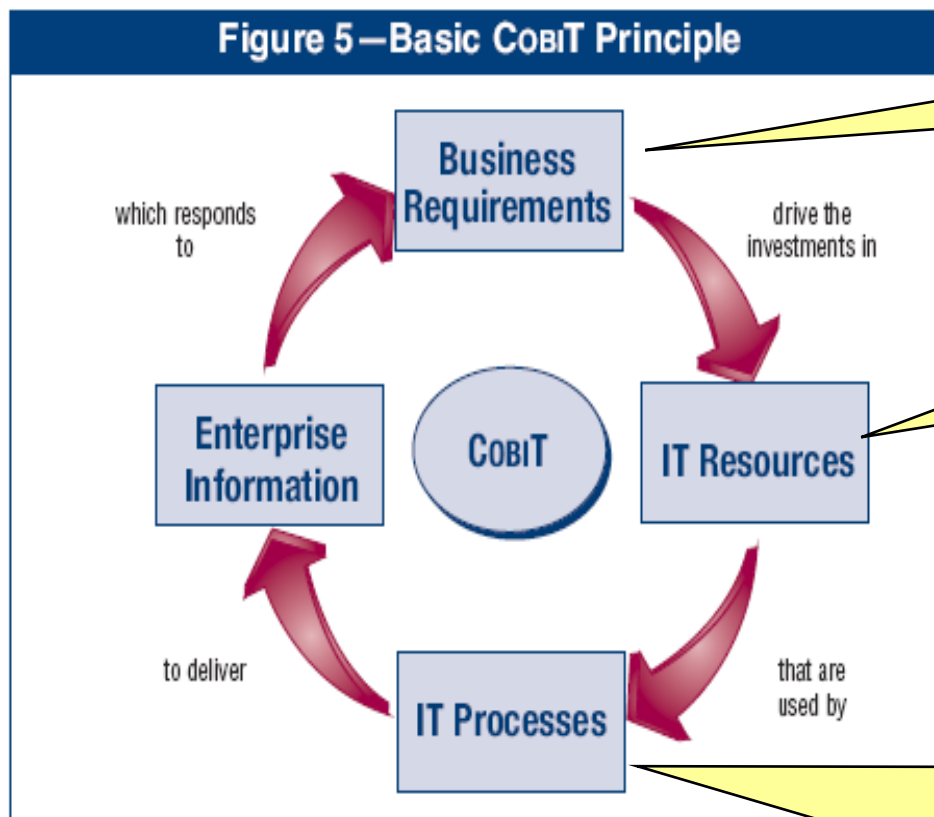 Figure 5—Basic COBIT Principle
Business
Requirements
which responds
to
drive the
investments in
Enterprise
Information
COBIT
IT Resources
to deliver
IT Processes
that are
used by